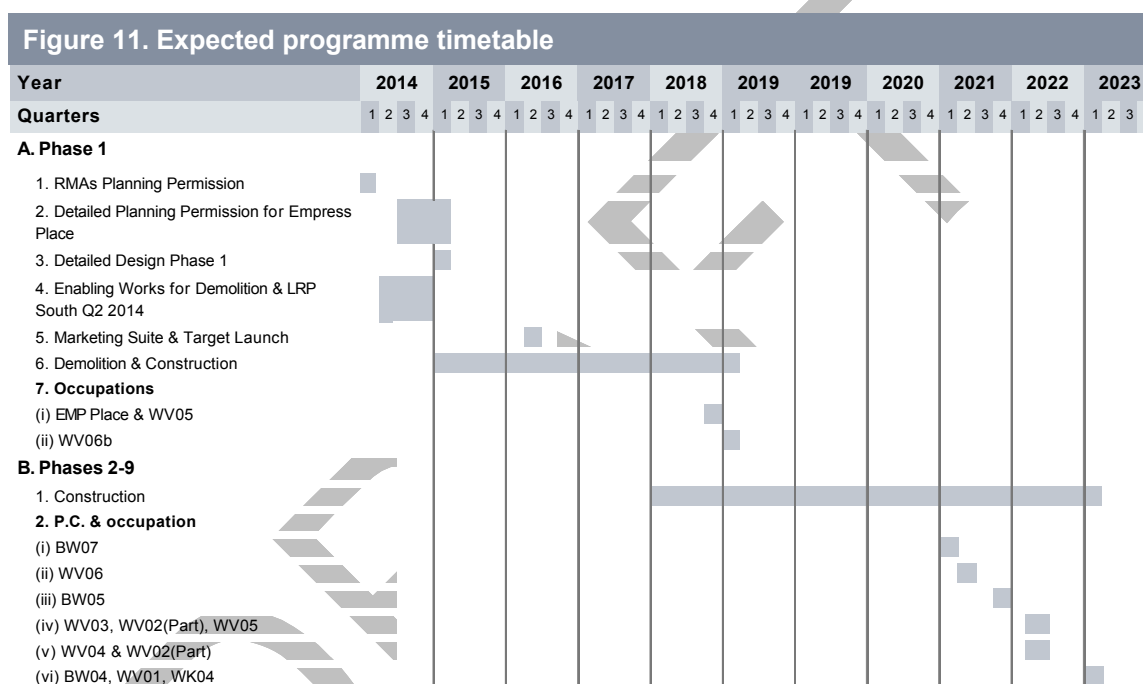 Figure 11. Expected programme timetable
Year 2014 2015 2016 2017 2018 2019 2019 2020 2021 2022 2023
Quarters 1 2 3 4 1 2 3 4 1 2 3 4 1 2 3 4 1 2 3 4 1 2 3 4 1 2 3 4 1 2 3 4 1 2 3 4 1 2 3 4 1 2 3
A. Phase 1
1. RMAs Planning Permission
2. Detailed Planning Permission for Empress
Place
3. Detailed Design Phase 1
4. Enabling Works for Demolition & LRP
South Q2 2014
5. Marketing Suite & Target Launch
6. Demolition & Construction
7. Occupations
(i) EMP Place & WV05
(ii) WV06b
B. Phases 2-9
1. Construction
2. P.C. & occupation
(i) BW07
(ii) WV06
(iii) BW05
(iv) WV03, WV02(Part), WV05
(v) WV04 & WV02(Part)
(vi) BW04, WV01, WK04